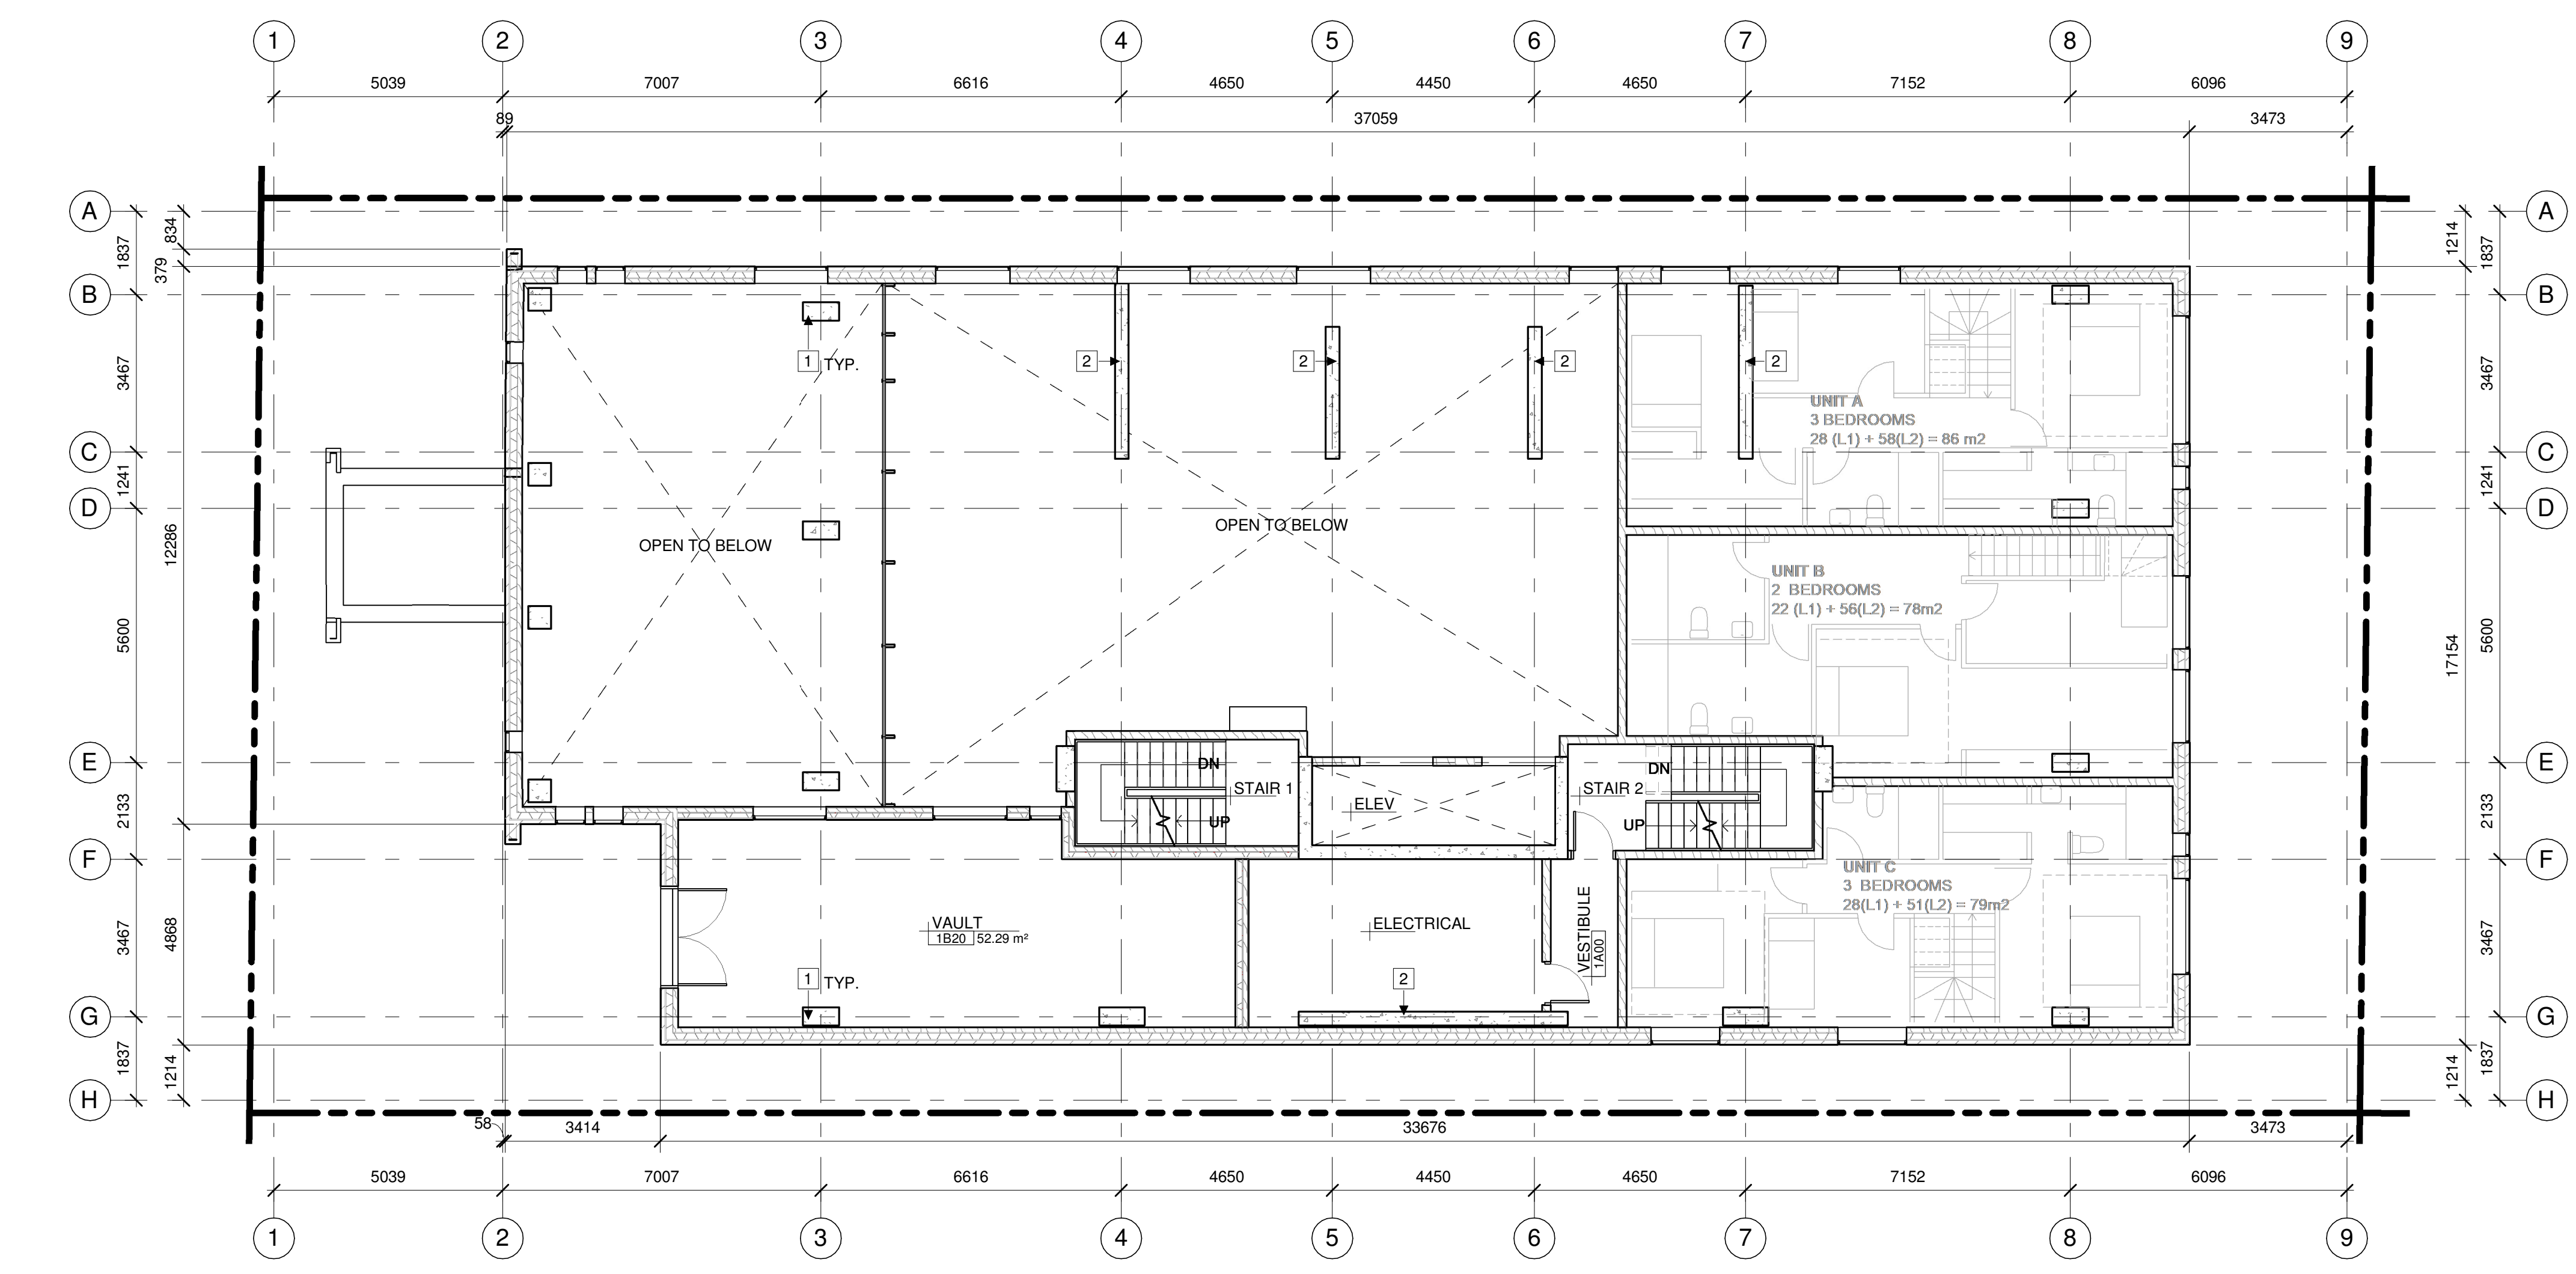 1 2 3 4 5 6 7 8 9
5039 7007 6616 4650 4450 4650 7152 6096
89 37059 3473
A 1837 834 1214 1837 A
379
B B
3467 3467
1 TYP. 2 2 2 2
UNIT A
3 BEDROOMS
28 (L1) + 58(L2) = 86 m2
C C
1241 1241
D D
12286
OPEN TO BELOW OPEN TO BELOW
UNIT B
2 BEDROOMS
22 (L1) + 56(L2) = 78m2
5600 17154 5600
E E
DN DN
STAIR 1 STAIR 2
ELEV
UP UP
2133 2133
F F
UNIT C
3 BEDROOMS
28(L1) + 51(L2) = 79m2
VAULT ELECTRICAL VESTIBULE
1B20 52.29 m² 1A00
3467 4868 3467
1 TYP. 2
G G
1837 1214 1214 1837
H H
58 3414 33676 3473
5039 7007 6616 4650 4450 4650 7152 6096
1 2 3 4 5 6 7 8 9